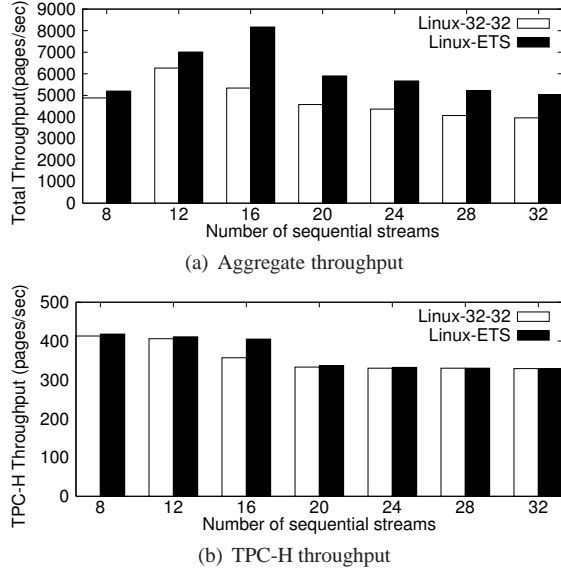 Total Throughput(pages/sec)
9000
8000
7000
6000
5000
4000
3000
2000
1000
0
Linux-32-32
Linux-ETS
8 12 16 20 24 28 32
Number of sequential streams
(a) Aggregate throughput
TPC-H Throughput (pages/sec)
500
400
300
200
100
0
Linux-32-32
Linux-ETS
8 12 16 20 24 28 32
Number of sequential streams
(b) TPC-H throughput